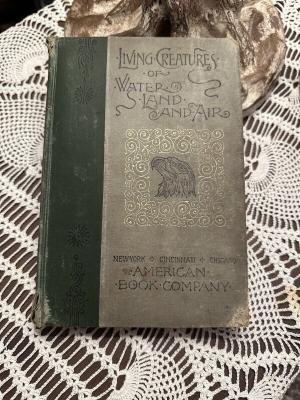 LIVING CREATURES
OF
WATER
LAND
AND AIR
NEW YORK CINCINNATI CHICAGO
AMERICAN
BOOK COMPANY